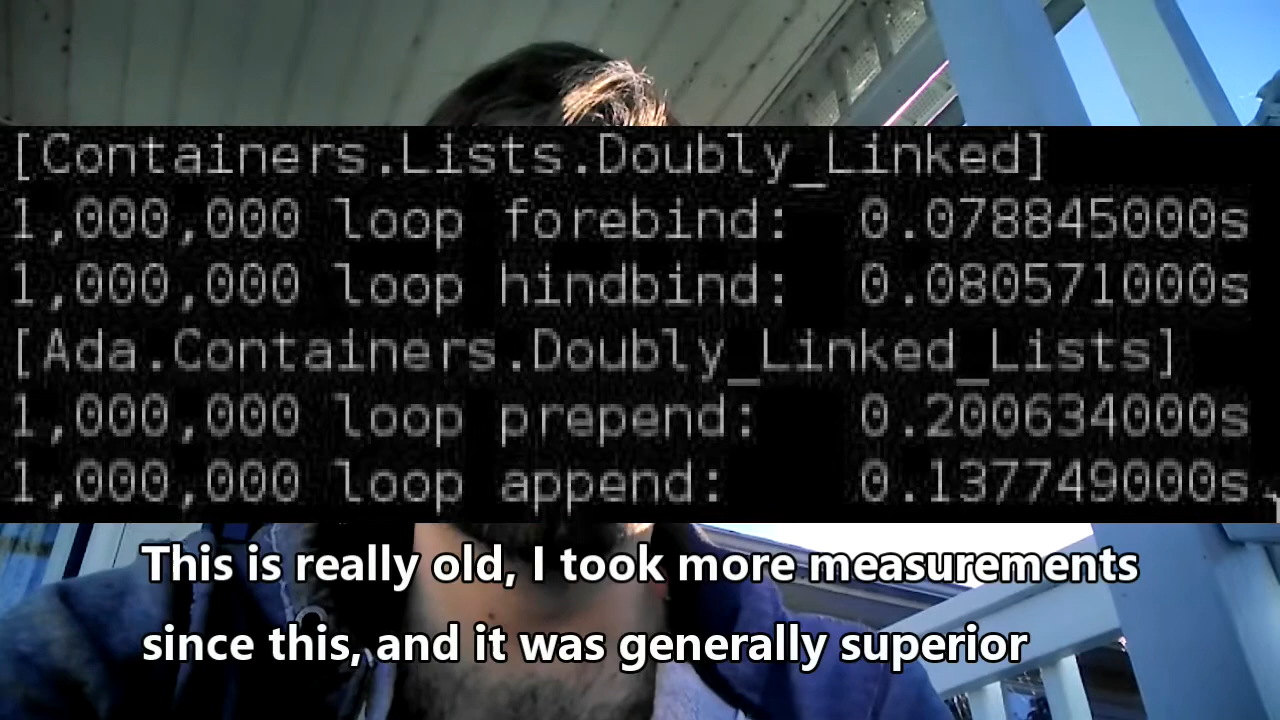 [Containers.Lists.Doubly_Linked]
1,000,000 loop forebind: 0.078845000s
1,000,000 loop hindbind: 0.080571000s
[Ada.Containers.Doubly_Linked_Lists]
1,000,000 loop prepend: 0.200634000s
1,000,000 loop append: 0.137749000s
This is really old, I took more measurements
since this, and it was generally superior